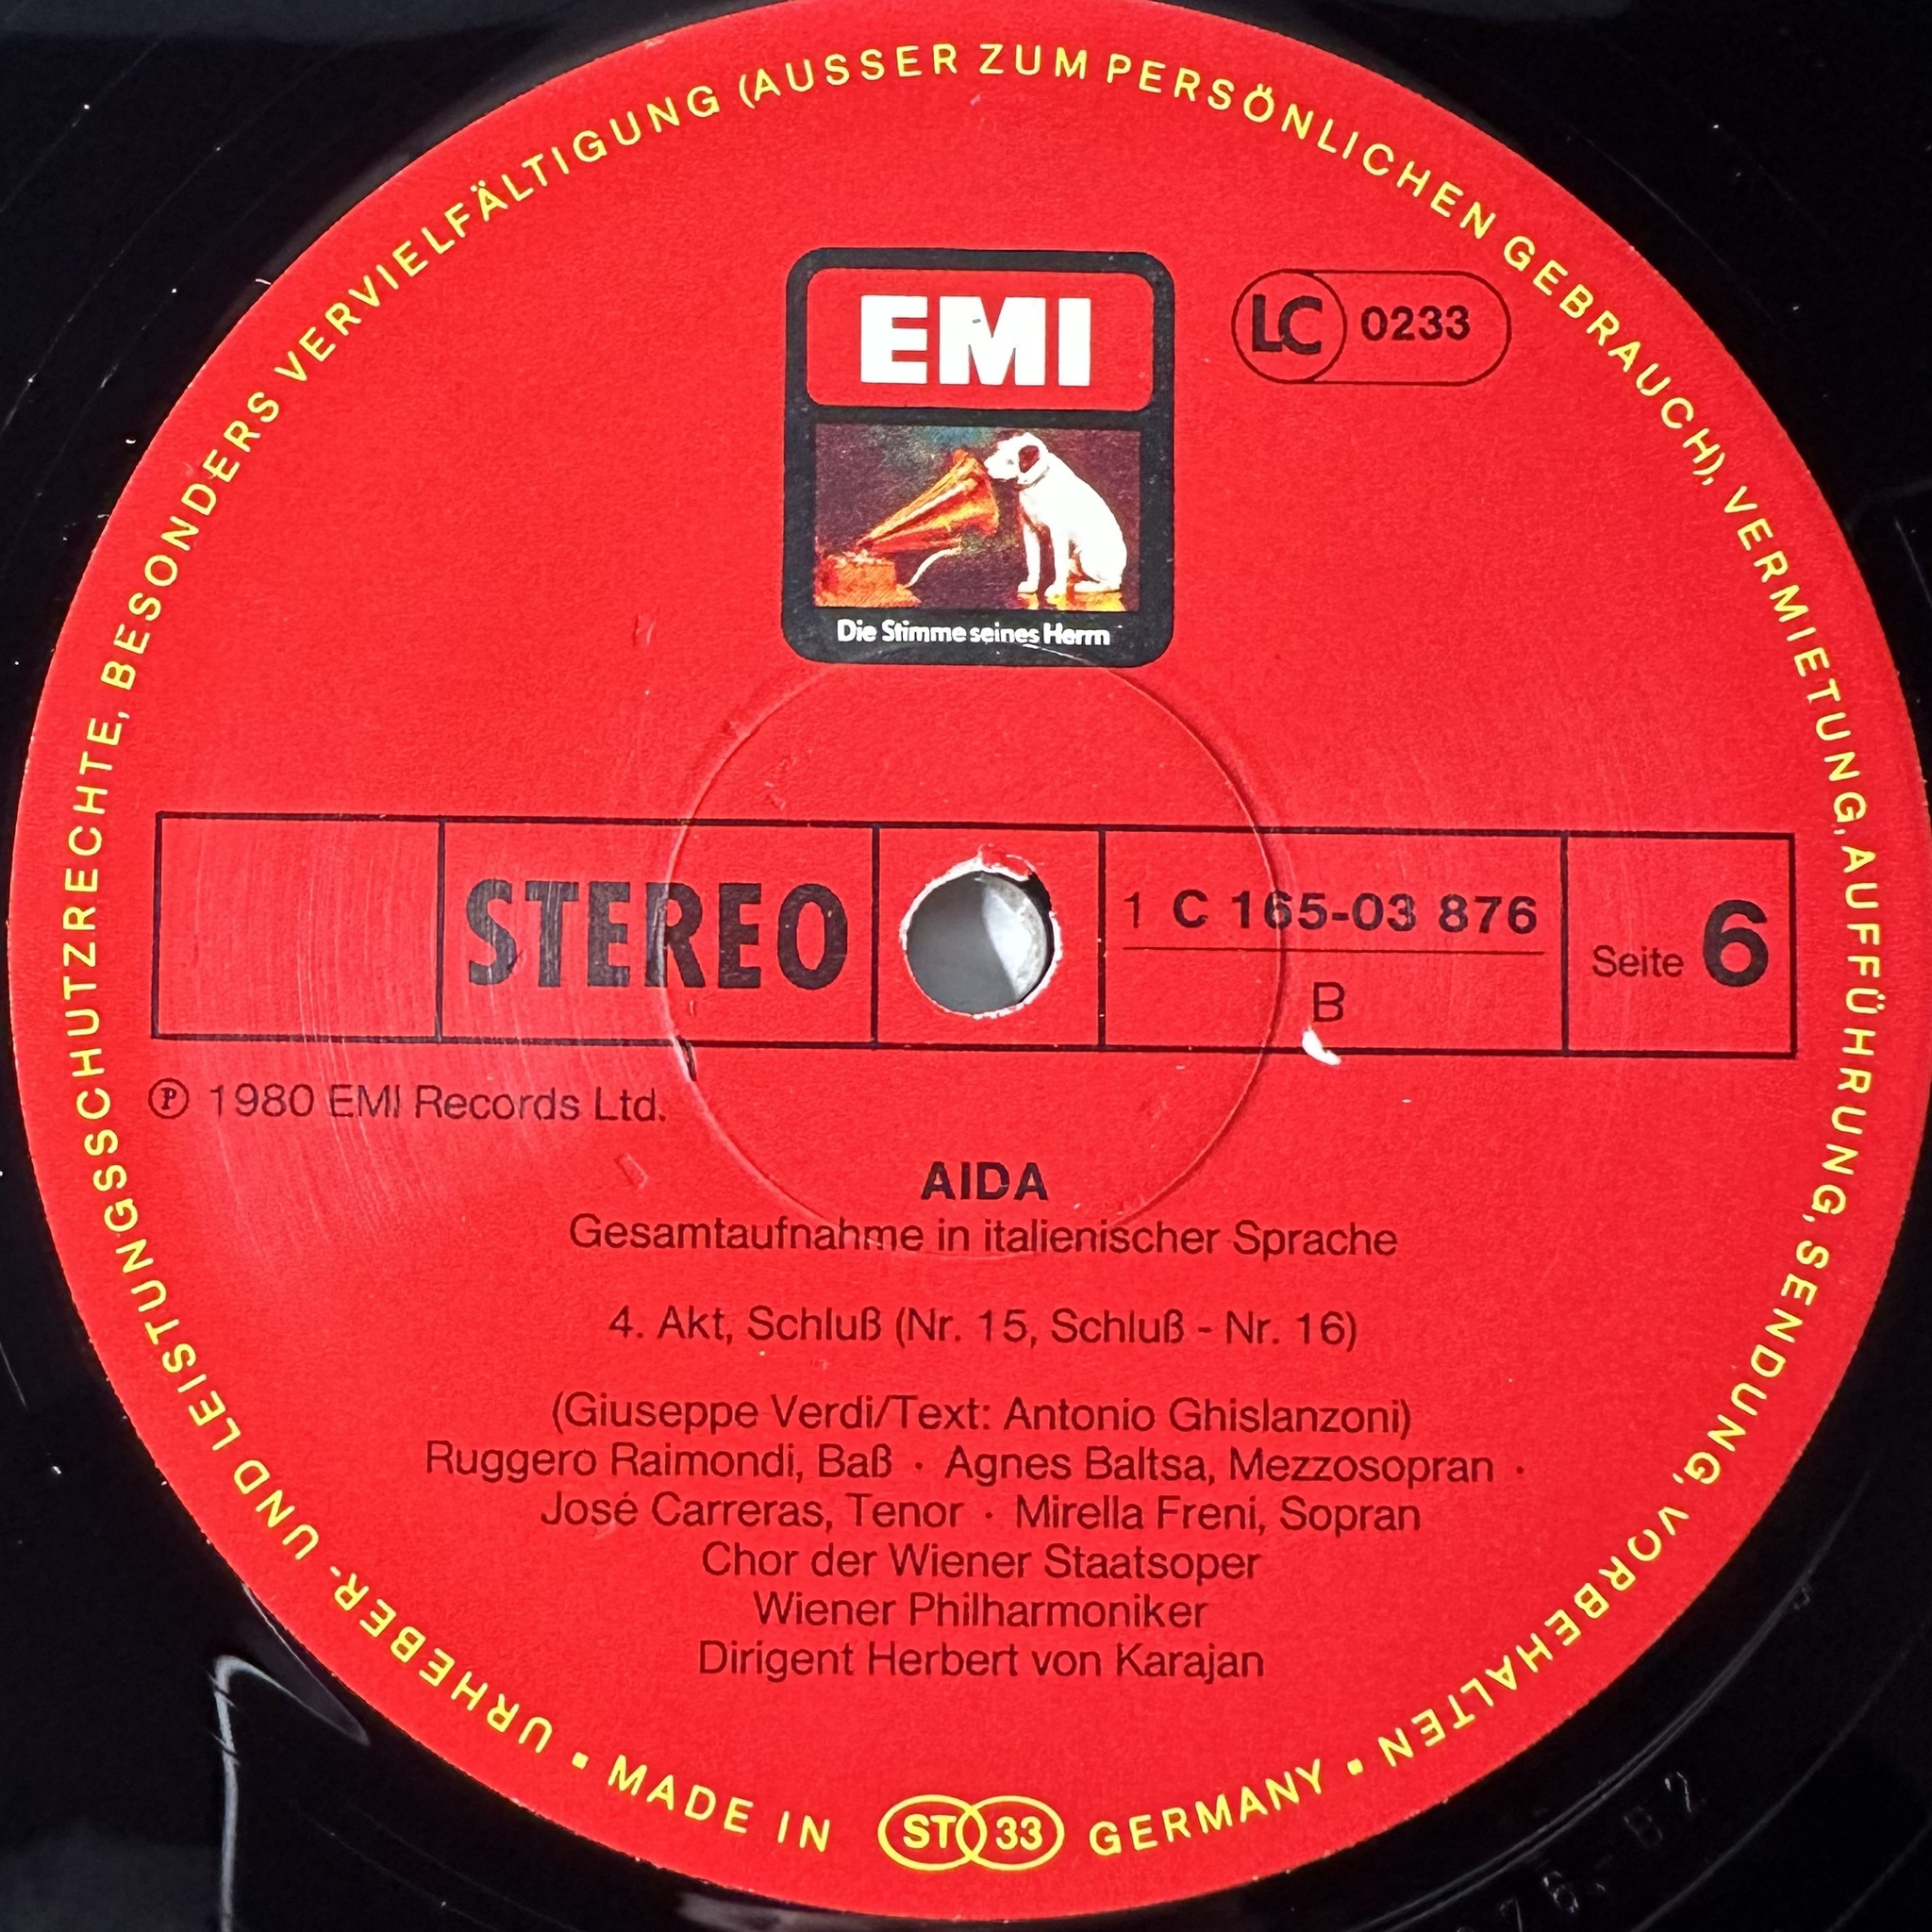 URHEBER- UND LEISTUNGSSCHUTZRECHTE, BESONDERS VERVIELFÄLTIGUNG (AUSSER ZUM PERSÖNLICHEN GEBRAUCH), VERMIETUNG, AUFFÜHRUNG, SENDUNG, VORBEHALTEN
EMI
LC 0233
Die Stimme seines Herrn
STEREO
1 C 165-03 876
B
Seite 6
Ⓟ 1980 EMI Records Ltd.
AIDA
Gesamtaufnahme in italienischer Sprache
4. Akt, Schluß (Nr. 15, Schluß - Nr. 16)
(Giuseppe Verdi/Text: Antonio Ghislanzoni)
Ruggero Raimondi, Baß · Agnes Baltsa, Mezzosopran ·
José Carreras, Tenor · Mirella Freni, Sopran
Chor der Wiener Staatsoper
Wiener Philharmoniker
Dirigent Herbert von Karajan
▪ MADE IN ST 33 GERMANY ▪